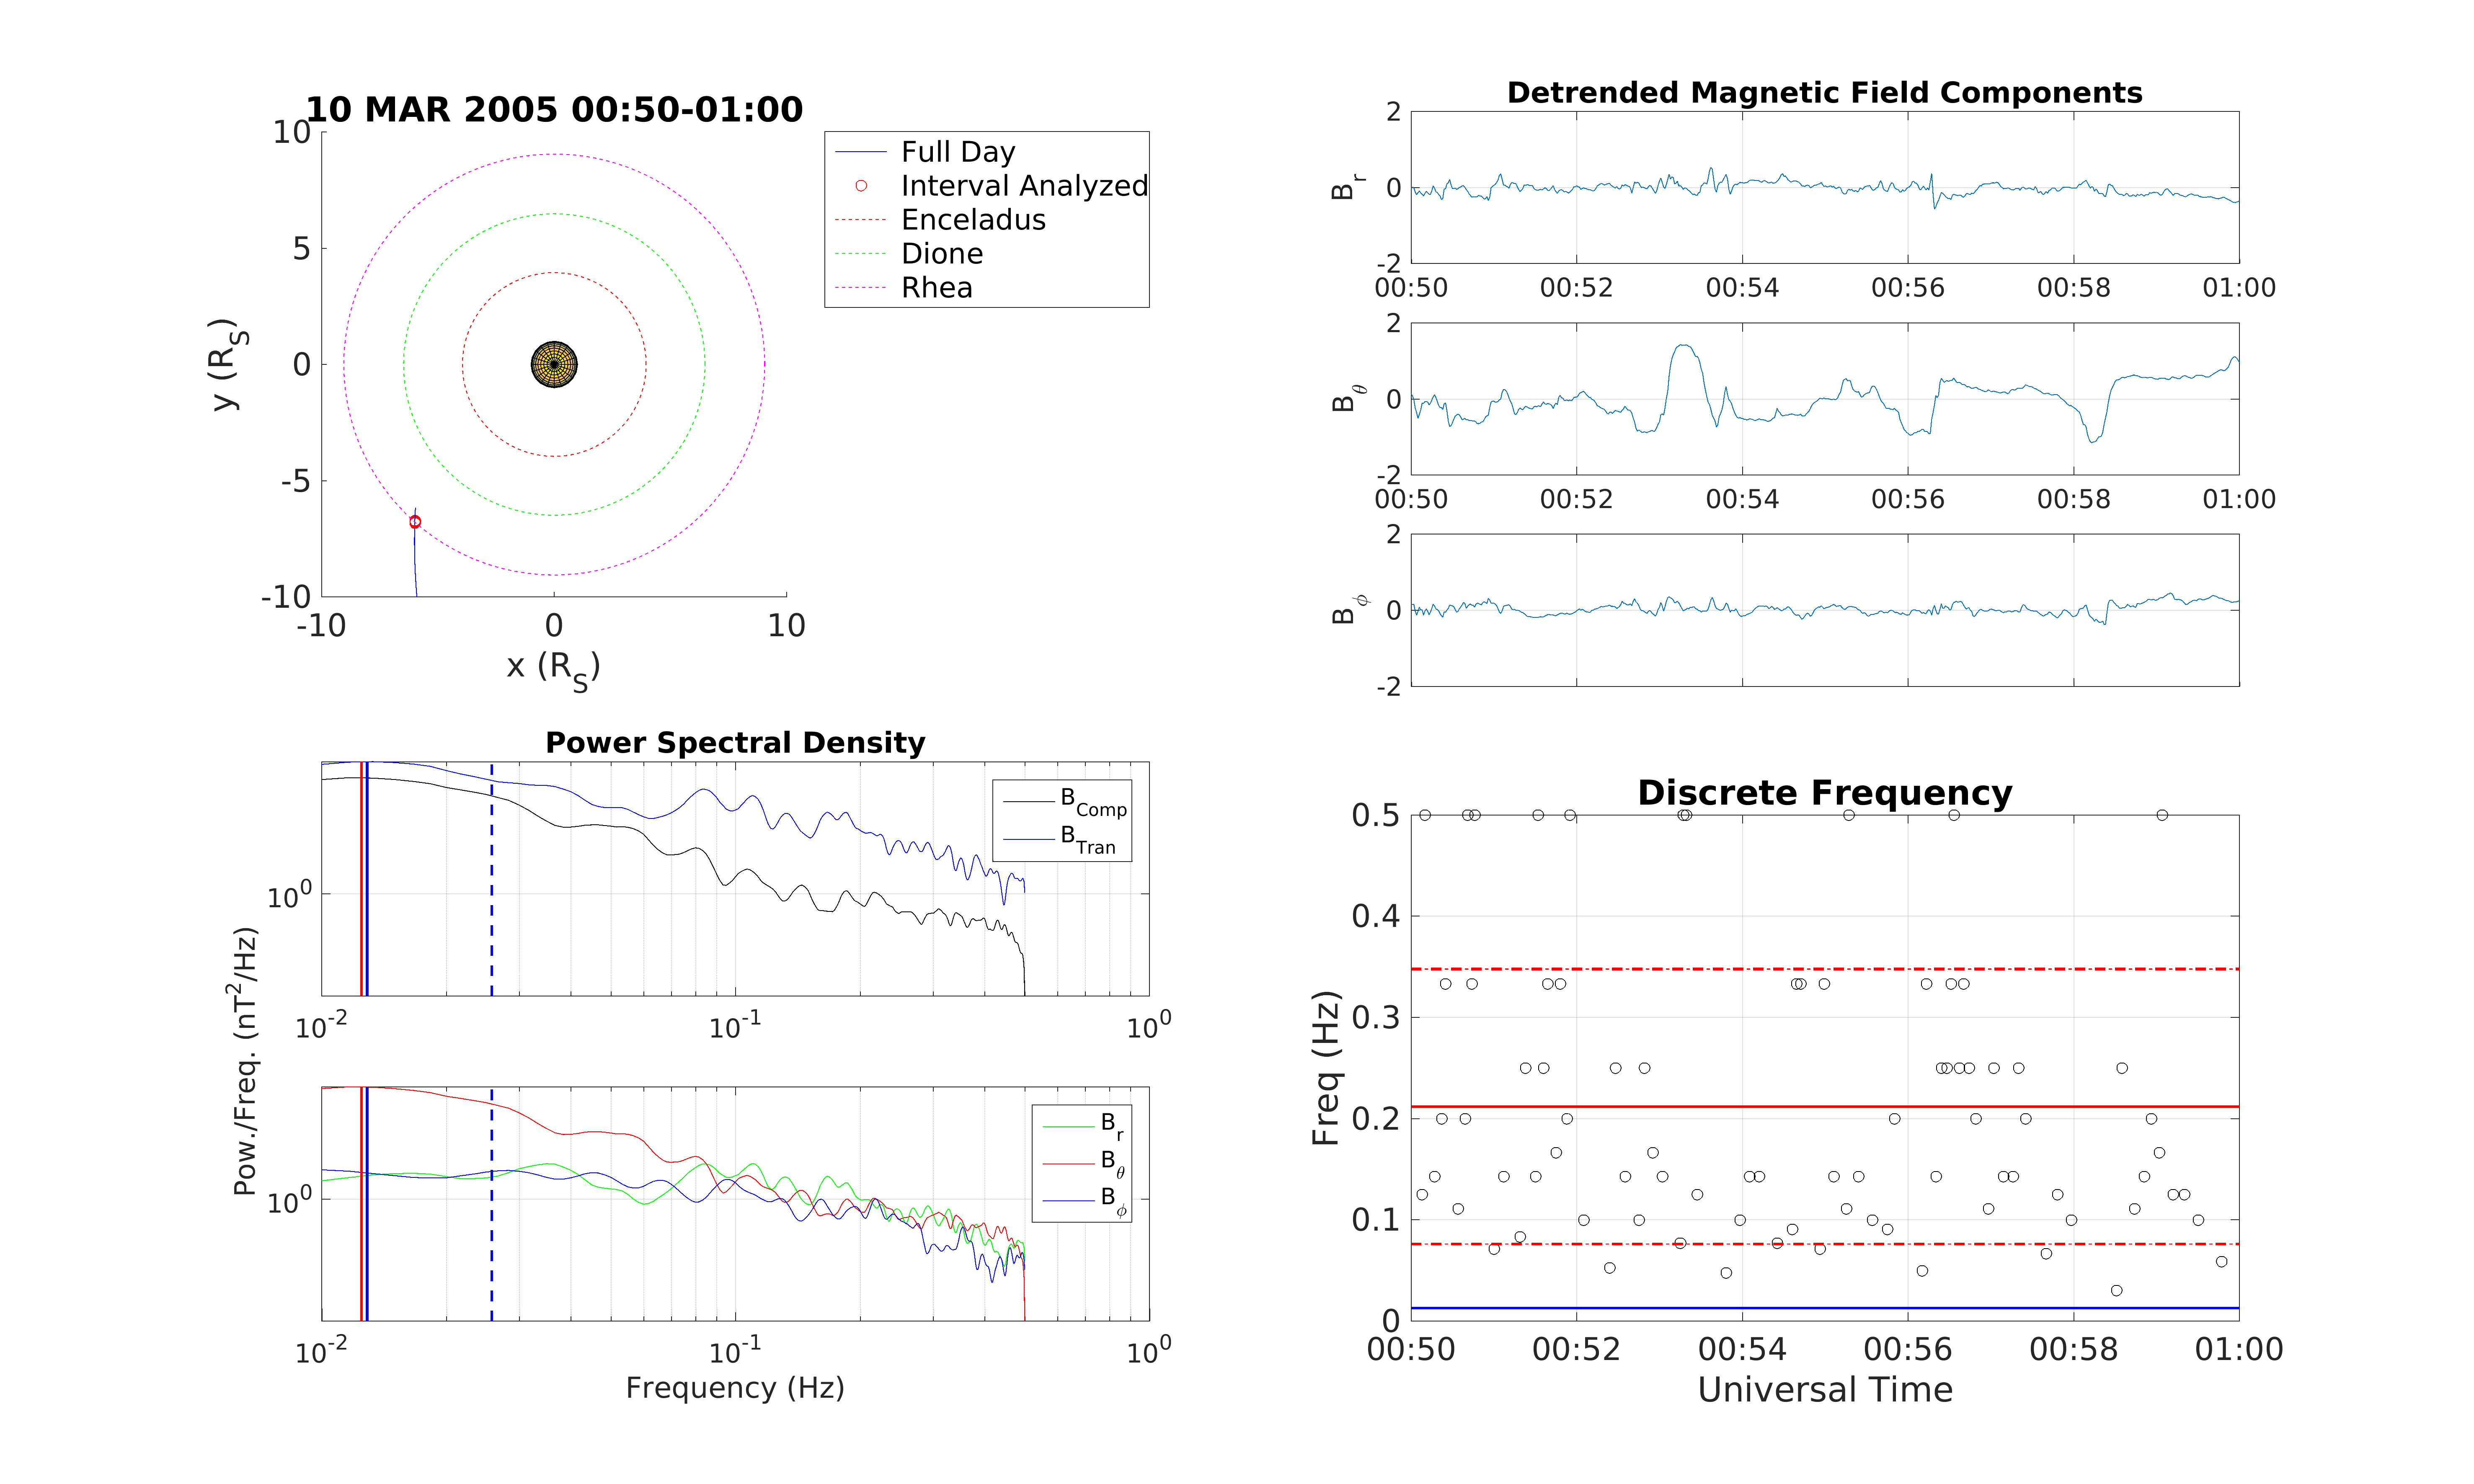 10 MAR 2005 00:50-01:00
10
5
0
-5
-10
-10 0 10
y (R_S)
x (R_S)
Full Day
Interval Analyzed
Enceladus
Dione
Rhea
Detrended Magnetic Field Components
2
0
-2
B_r
00:50 00:52 00:54 00:56 00:58 01:00
2
0
-2
B_θ
00:50 00:52 00:54 00:56 00:58 01:00
2
0
-2
B_ϕ
Power Spectral Density
B_Comp
B_Tran
10^0
10^-2 10^-1 10^0
Pow./Freq. (nT^2/Hz)
B_r
B_θ
B_ϕ
10^0
10^-2 10^-1 10^0
Frequency (Hz)
Discrete Frequency
0.5
0.4
0.3
0.2
0.1
0
Freq (Hz)
00:50 00:52 00:54 00:56 00:58 01:00
Universal Time